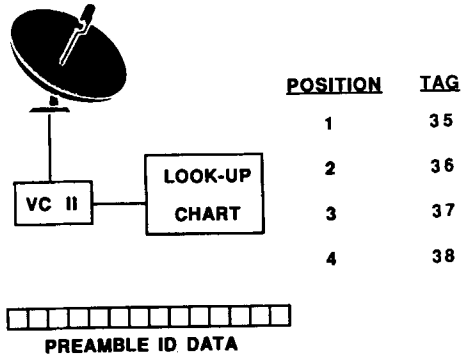 POSITION TAG
1 35
2 36
3 37
4 38
VC II
LOOK-UP
CHART
PREAMBLE ID DATA